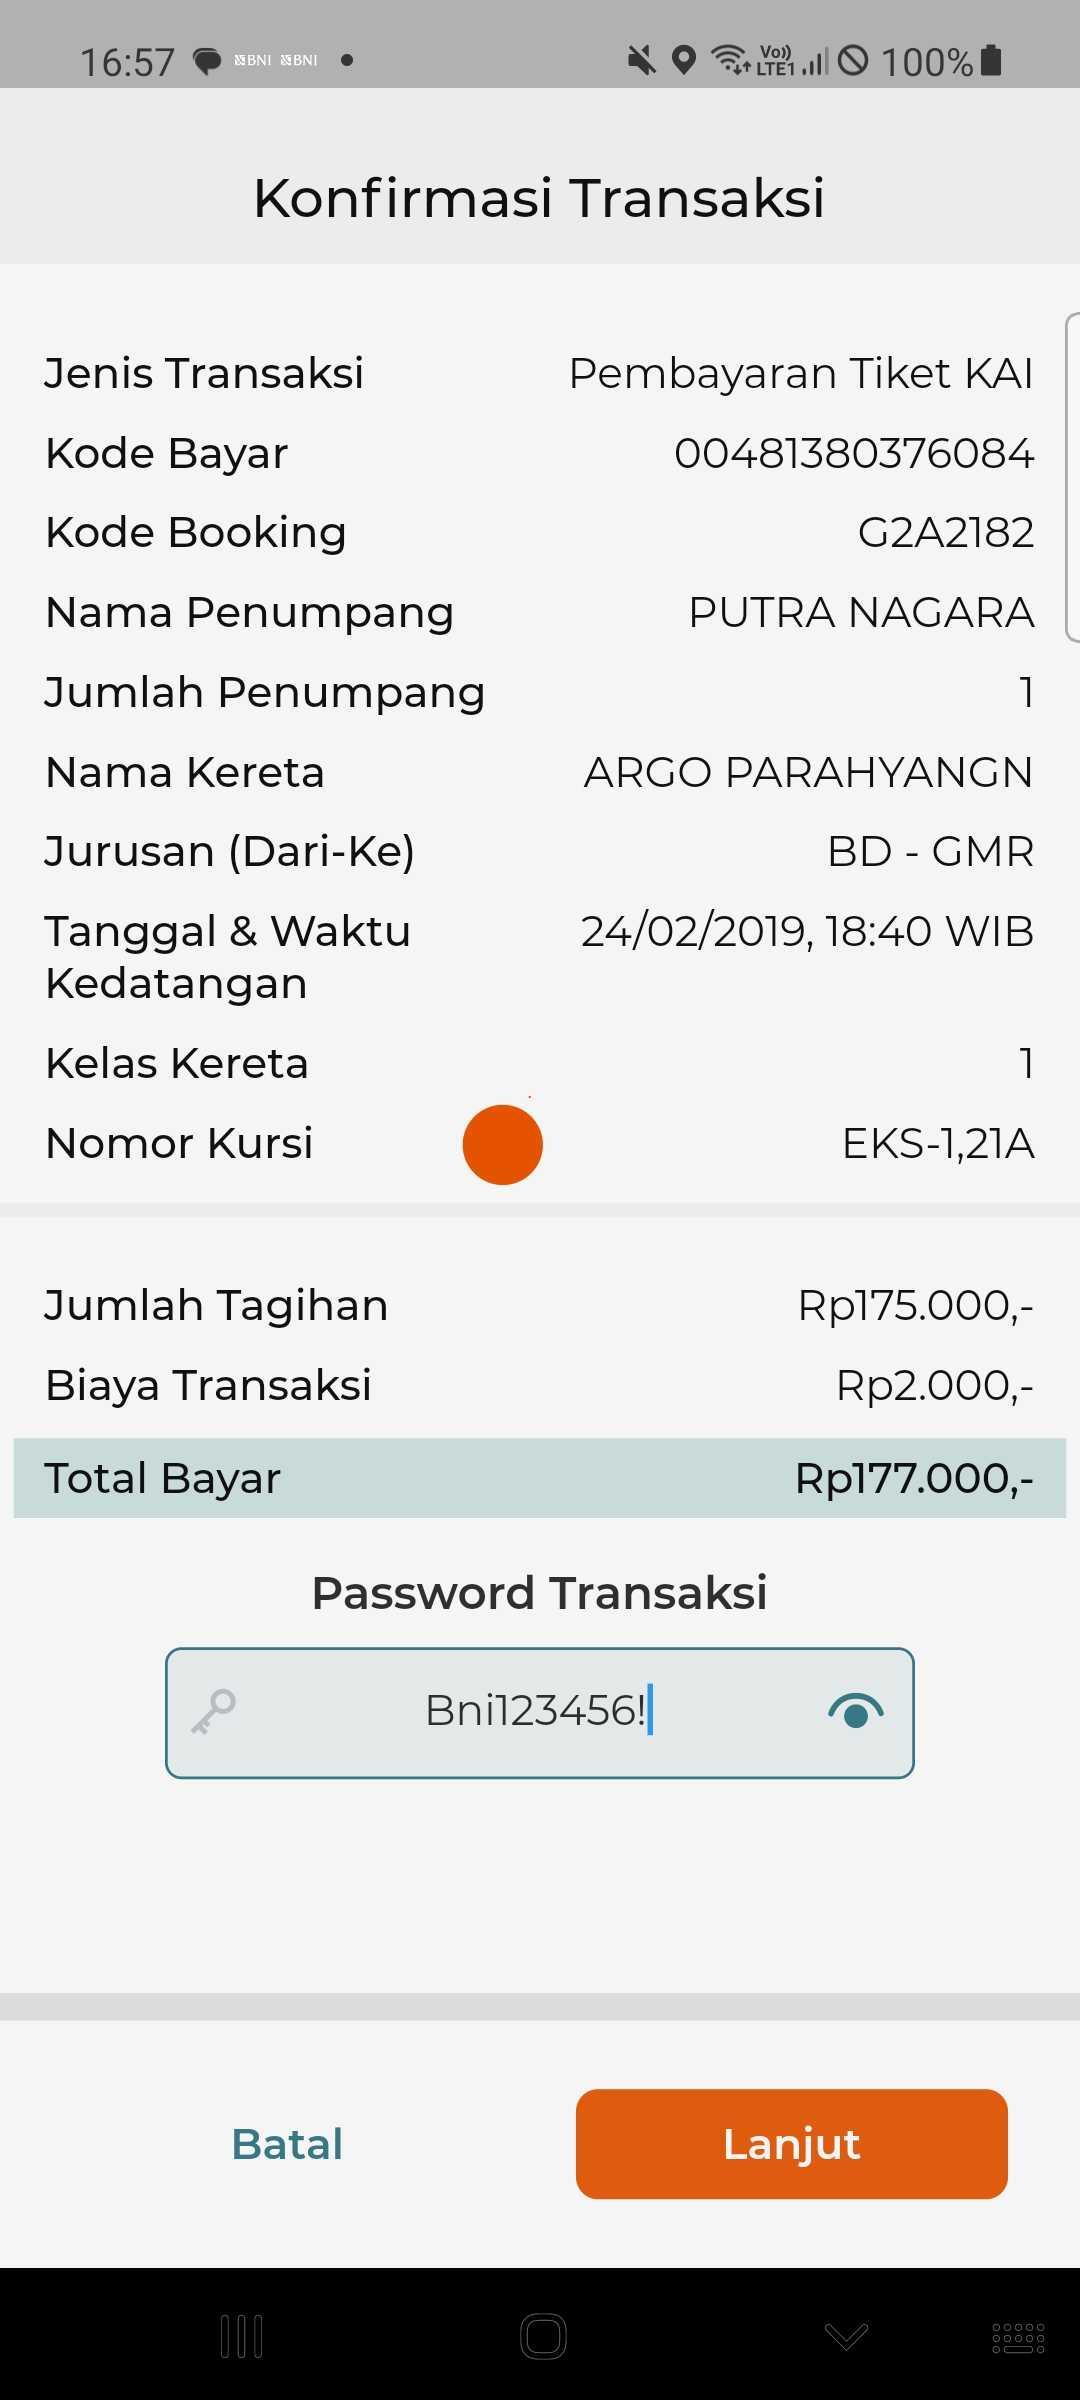 16:57 BNI BNI Vo)) LTE1 100%
Konfirmasi Transaksi
Jenis Transaksi Pembayaran Tiket KAI
Kode Bayar 00481380376084
Kode Booking G2A2182
Nama Penumpang PUTRA NAGARA
Jumlah Penumpang 1
Nama Kereta ARGO PARAHYANGN
Jurusan (Dari-Ke) BD - GMR
Tanggal & Waktu 24/02/2019, 18:40 WIB
Kedatangan
Kelas Kereta 1
Nomor Kursi EKS-1,21A
Jumlah Tagihan Rp175.000,-
Biaya Transaksi Rp2.000,-
Total Bayar Rp177.000,-
Password Transaksi
Bni123456!
Batal Lanjut